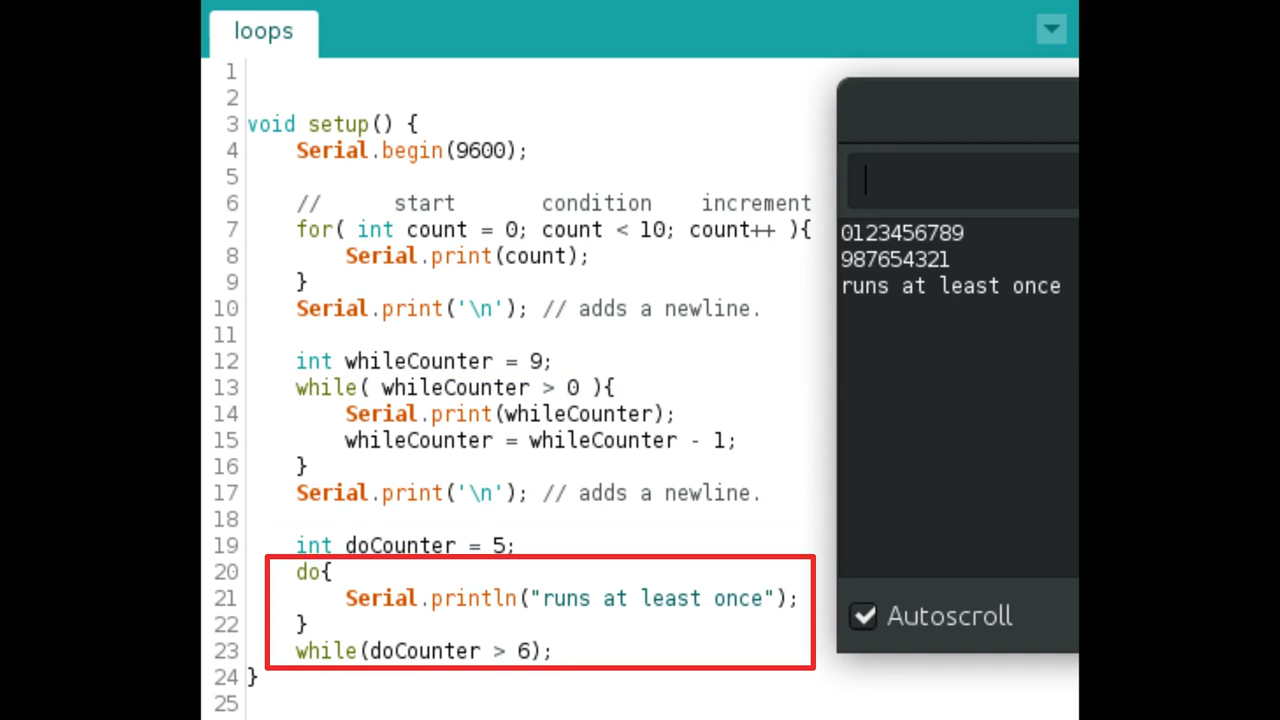 loops
1
2
3 void setup() {
4     Serial.begin(9600);
5
6     //      start       condition    increment
7     for( int count = 0; count < 10; count++ ){
8         Serial.print(count);
9     }
10     Serial.print('\n'); // adds a newline.
11
12     int whileCounter = 9;
13     while( whileCounter > 0 ){
14         Serial.print(whileCounter);
15         whileCounter = whileCounter - 1;
16     }
17     Serial.print('\n'); // adds a newline.
18
19     int doCounter = 5;
20     do{
21         Serial.println("runs at least once");
22     }
23     while(doCounter > 6);
24 }
25
0123456789
987654321
runs at least once
Autoscroll